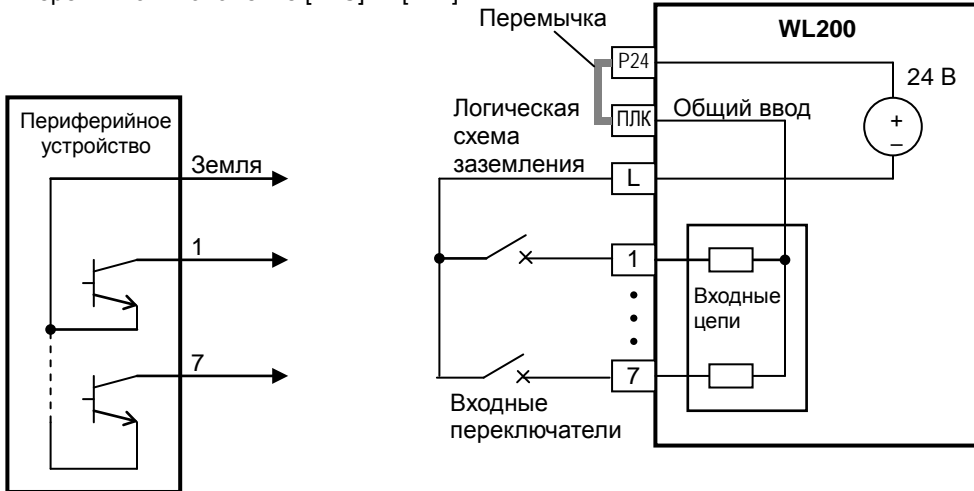 Перемычка
WL200
P24
24 В
Периферийное
устройство
Логическая
схема
заземления
ПЛК
Общий ввод
+
–
Земля
L
1
1
Входные
цепи
7
7
Входные
переключатели